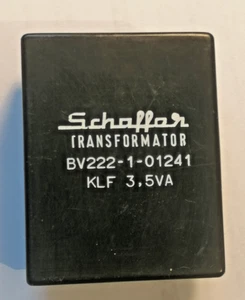 Schaffer
TRANSFORMATOR
BV222-1-01241
KLF 3,5VA